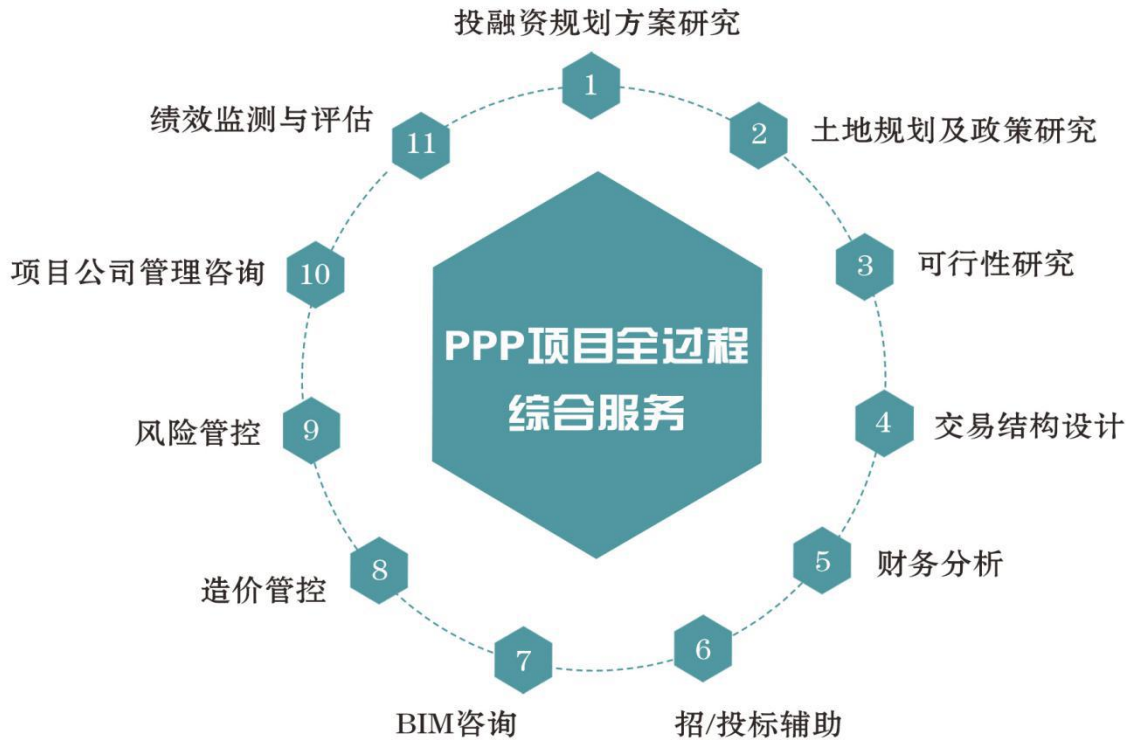 PPP项目全过程
综合服务
1
投融资规划方案研究
2
土地规划及政策研究
3
可行性研究
4
交易结构设计
5
财务分析
6
招/投标辅助
7
BIM咨询
8
造价管控
9
风险管控
10
项目公司管理咨询
11
绩效监测与评估